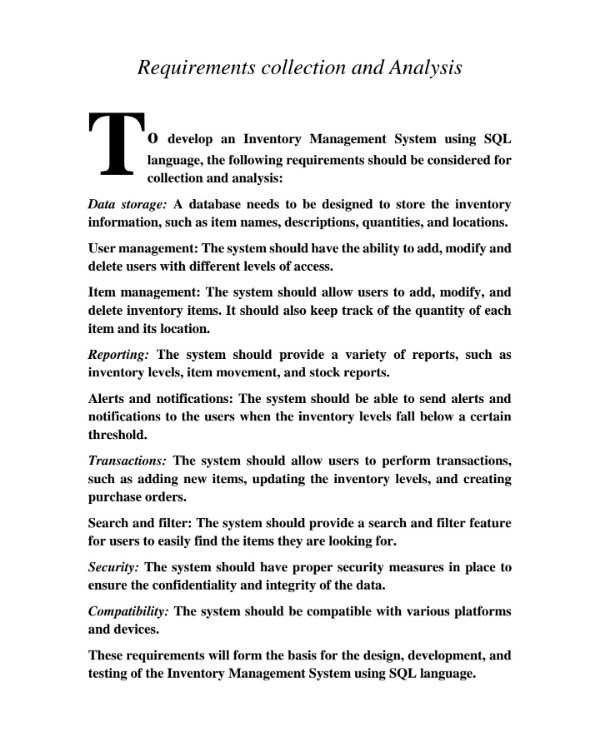 Requirements collection and Analysis
To develop an Inventory Management System using SQL
language, the following requirements should be considered for
collection and analysis:
Data storage: A database needs to be designed to store the inventory
information, such as item names, descriptions, quantities, and locations.
User management: The system should have the ability to add, modify and
delete users with different levels of access.
Item management: The system should allow users to add, modify, and
delete inventory items. It should also keep track of the quantity of each
item and its location.
Reporting: The system should provide a variety of reports, such as
inventory levels, item movement, and stock reports.
Alerts and notifications: The system should be able to send alerts and
notifications to the users when the inventory levels fall below a certain
threshold.
Transactions: The system should allow users to perform transactions,
such as adding new items, updating the inventory levels, and creating
purchase orders.
Search and filter: The system should provide a search and filter feature
for users to easily find the items they are looking for.
Security: The system should have proper security measures in place to
ensure the confidentiality and integrity of the data.
Compatibility: The system should be compatible with various platforms
and devices.
These requirements will form the basis for the design, development, and
testing of the Inventory Management System using SQL language.